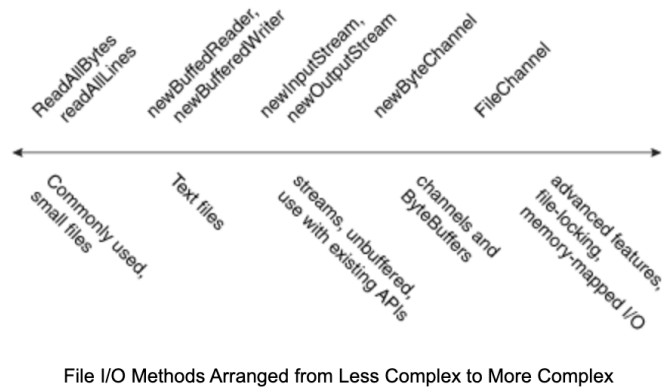 ReadAllBytes
readAllLines
newBuffedReader,
newBufferedWriter
newInputStream,
newOutputStream
newByteChannel
FileChannel
Commonly used,
small files
Text files
streams, unbuffered,
use with existing APIs
channels and
ByteBuffers
advanced features,
file-locking,
memory-mapped I/O
File I/O Methods Arranged from Less Complex to More Complex